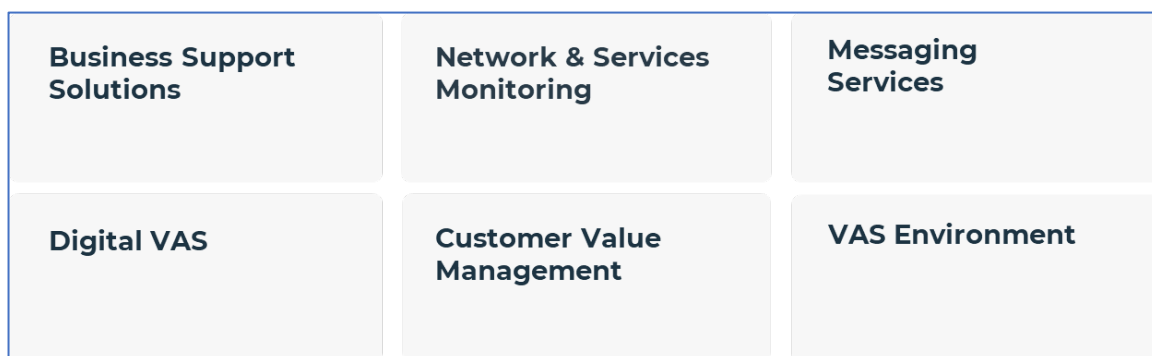 Business Support
Solutions
Network & Services
Monitoring
Messaging
Services
Digital VAS
Customer Value
Management
VAS Environment